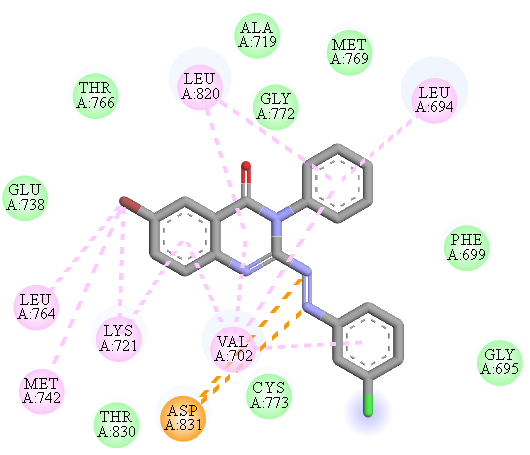 ALA
A:719
MET
A:769
LEU
A:820
THR
A:766
GLY
A:772
LEU
A:694
GLU
A:738
PHE
A:699
LEU
A:764
LYS
A:721
VAL
A:702
GLY
A:695
MET
A:742
CYS
A:773
THR
A:830
ASP
A:831
O
N
N
N
N